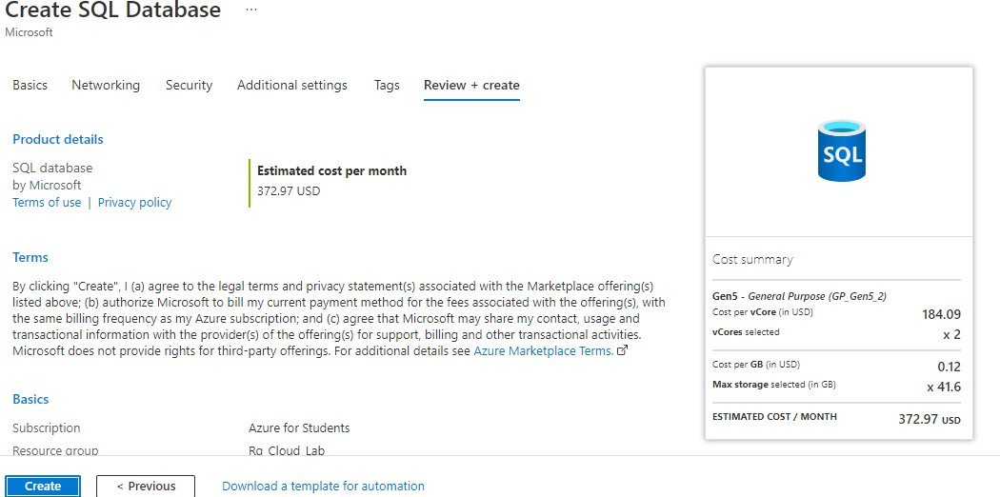 Create SQL Database ...
Microsoft
Basics Networking Security Additional settings Tags Review + create
Product details
SQL database
by Microsoft
Terms of use | Privacy policy
Estimated cost per month
372.97 USD
Terms
By clicking "Create", I (a) agree to the legal terms and privacy statement(s) associated with the Marketplace offering(s)
listed above; (b) authorize Microsoft to bill my current payment method for the fees associated with the offering(s), with
the same billing frequency as my Azure subscription; and (c) agree that Microsoft may share my contact, usage and
transactional information with the provider(s) of the offering(s) for support, billing and other transactional activities.
Microsoft does not provide rights for third-party offerings. For additional details see Azure Marketplace Terms.
Basics
Subscription Azure for Students
Resource group Rg_Cloud_Lab
SQL
Cost summary
Gen5 - General Purpose (GP_Gen5_2)
Cost per vCore (in USD) 184.09
vCores selected x 2
Cost per GB (in USD) 0.12
Max storage selected (in GB) x 41.6
ESTIMATED COST / MONTH 372.97 USD
Create < Previous Download a template for automation